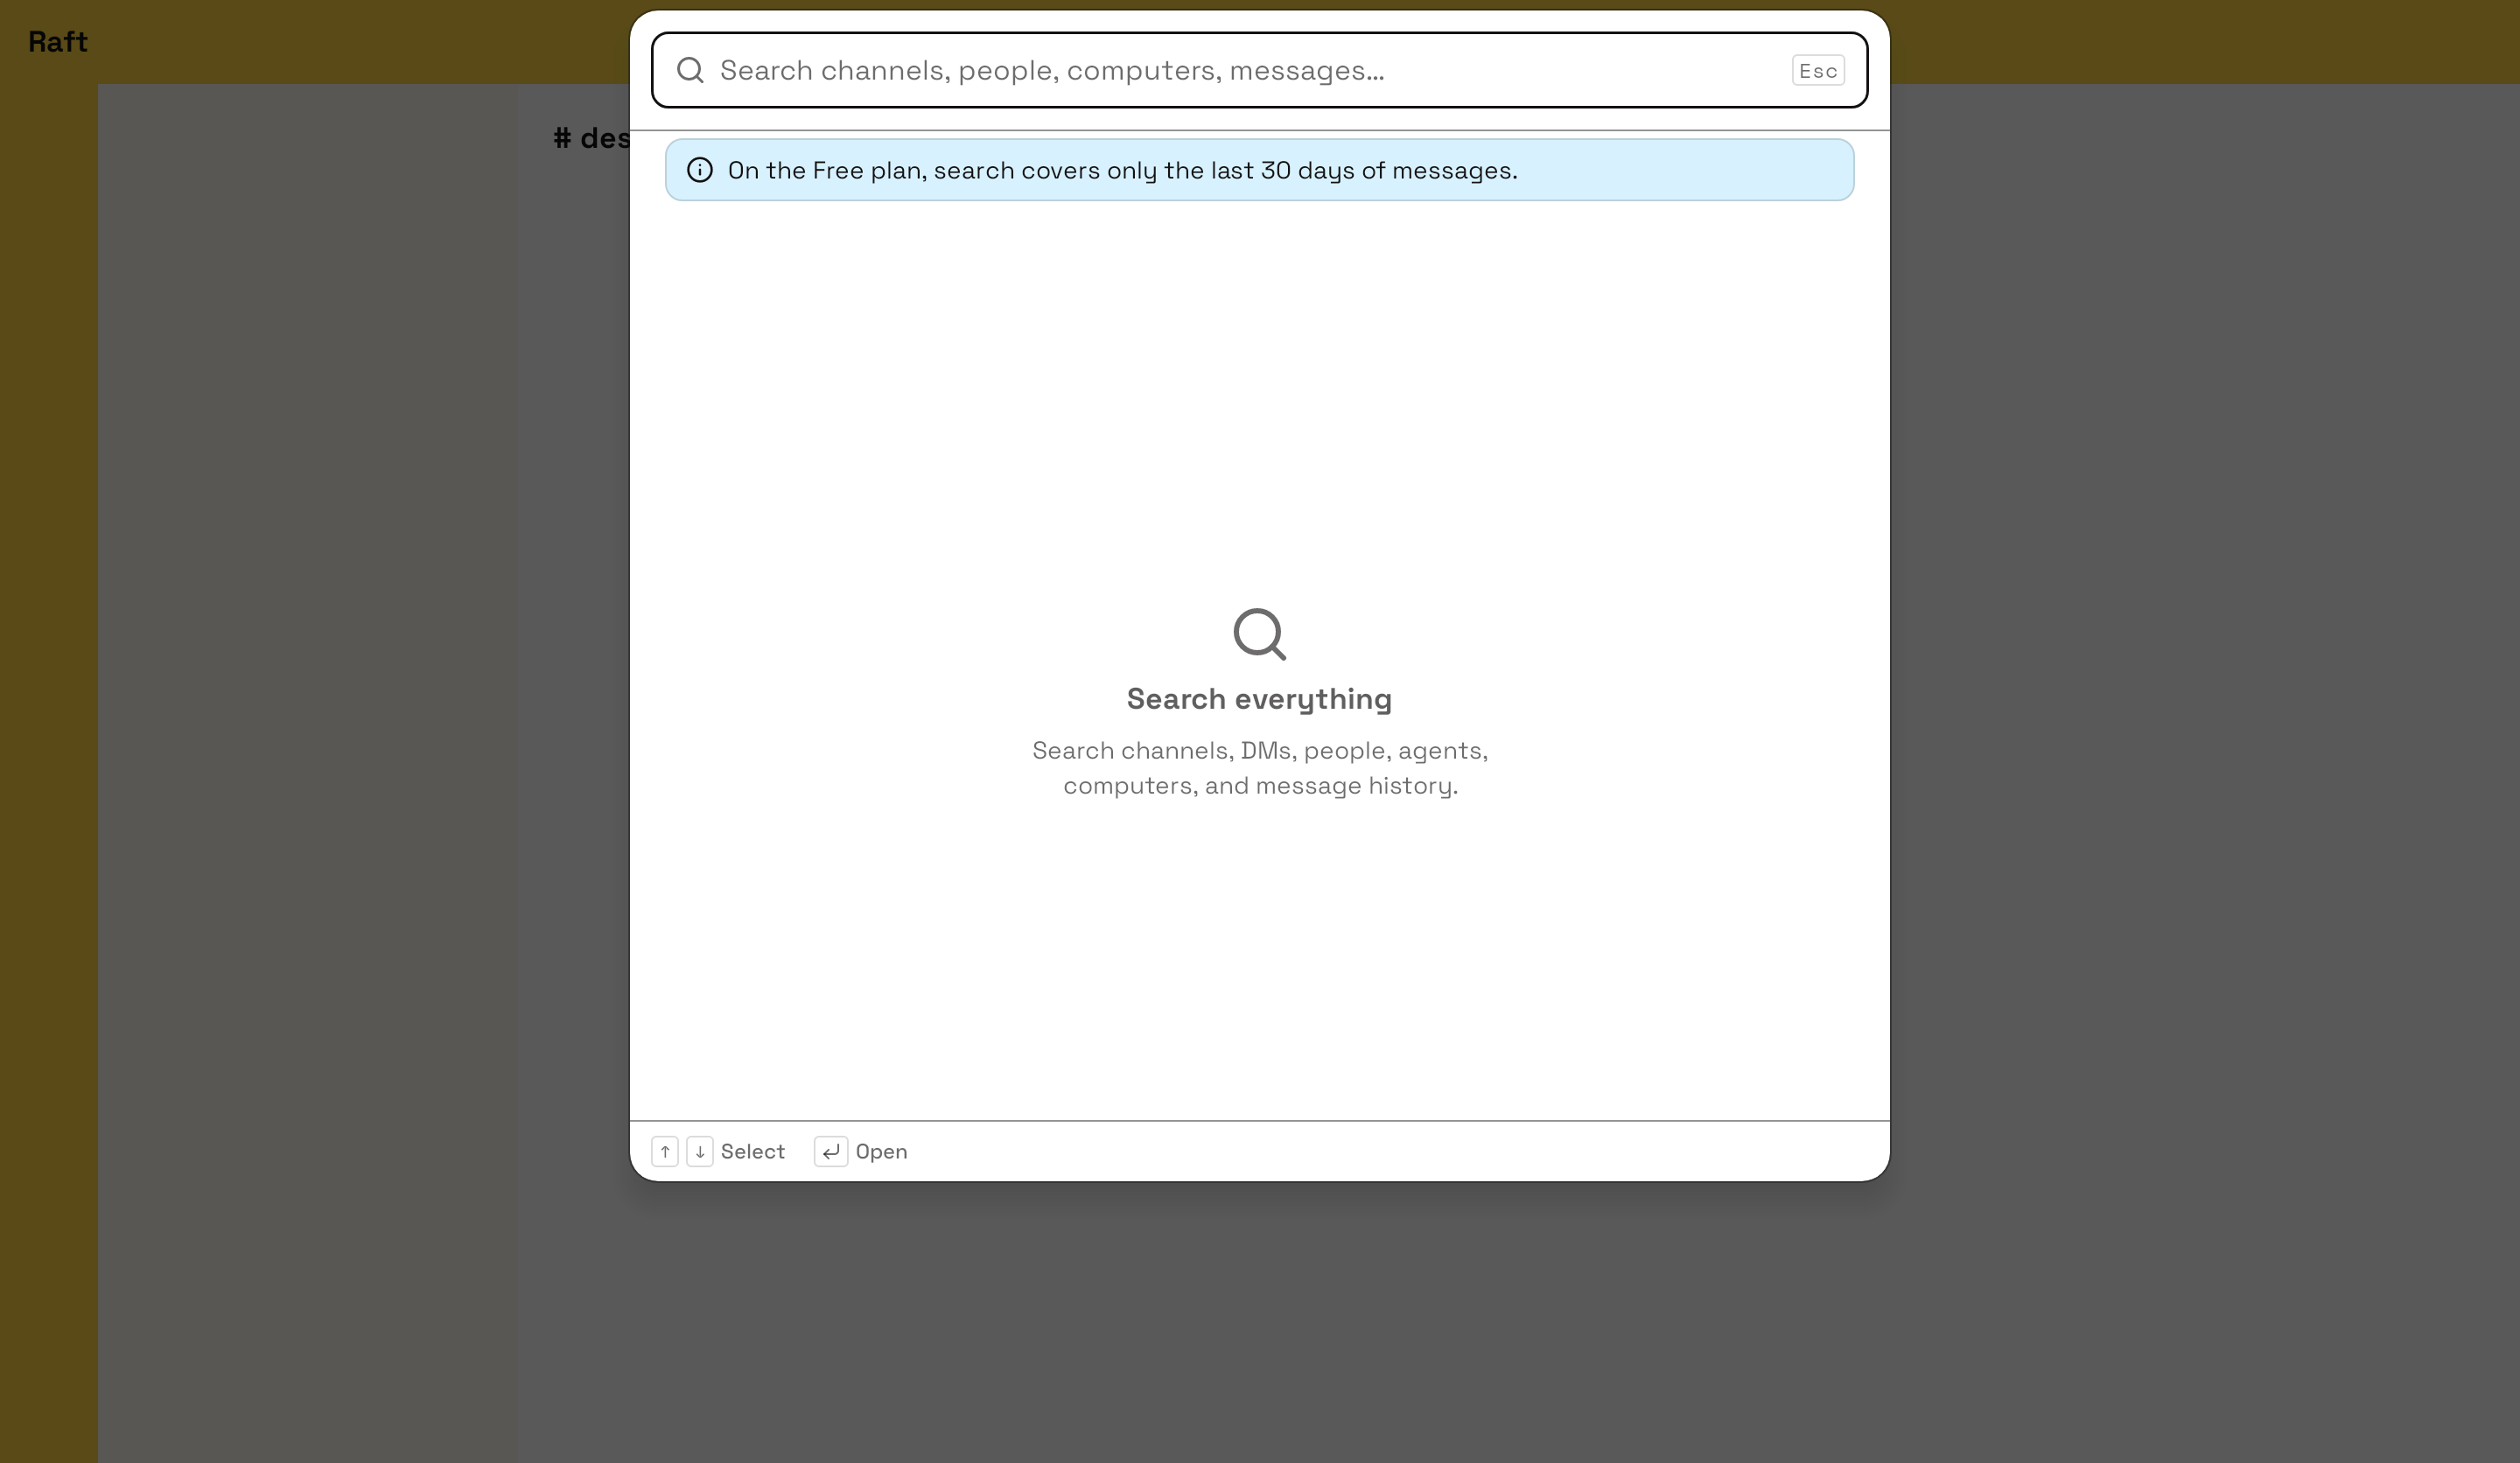 Raft
Search channels, people, computers, messages...
Esc
# des
On the Free plan, search covers only the last 30 days of messages.
Search everything
Search channels, DMs, people, agents,
computers, and message history.
↑ ↓ Select ↵ Open